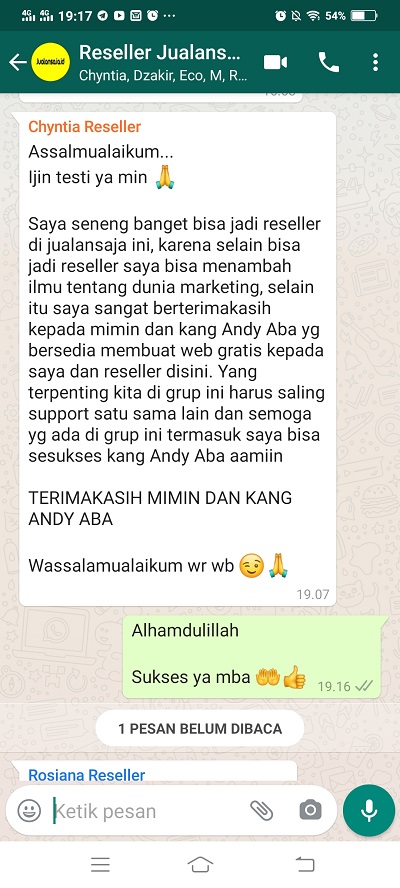 4G 4G 19:17 ... 54%
jualansaja.id
Reseller Jualans...
Chyntia, Dzakir, Eco, M, R...
Chyntia Reseller
Assalmualaikum...
Ijin testi ya min 🙏
Saya seneng banget bisa jadi reseller
di jualansaja ini, karena selain bisa
jadi reseller saya bisa menambah
ilmu tentang dunia marketing, selain
itu saya sangat berterimakasih
kepada mimin dan kang Andy Aba yg
bersedia membuat web gratis kepada
saya dan reseller disini. Yang
terpenting kita di grup ini harus saling
support satu sama lain dan semoga
yg ada di grup ini termasuk saya bisa
sesukses kang Andy Aba aamiin
TERIMAKASIH MIMIN DAN KANG
ANDY ABA
Wassalamualaikum wr wb 😉🙏
19.07
Alhamdulillah
Sukses ya mba 🤲👍
19.16
1 PESAN BELUM DIBACA
Rosiana Reseller
Ketik pesan